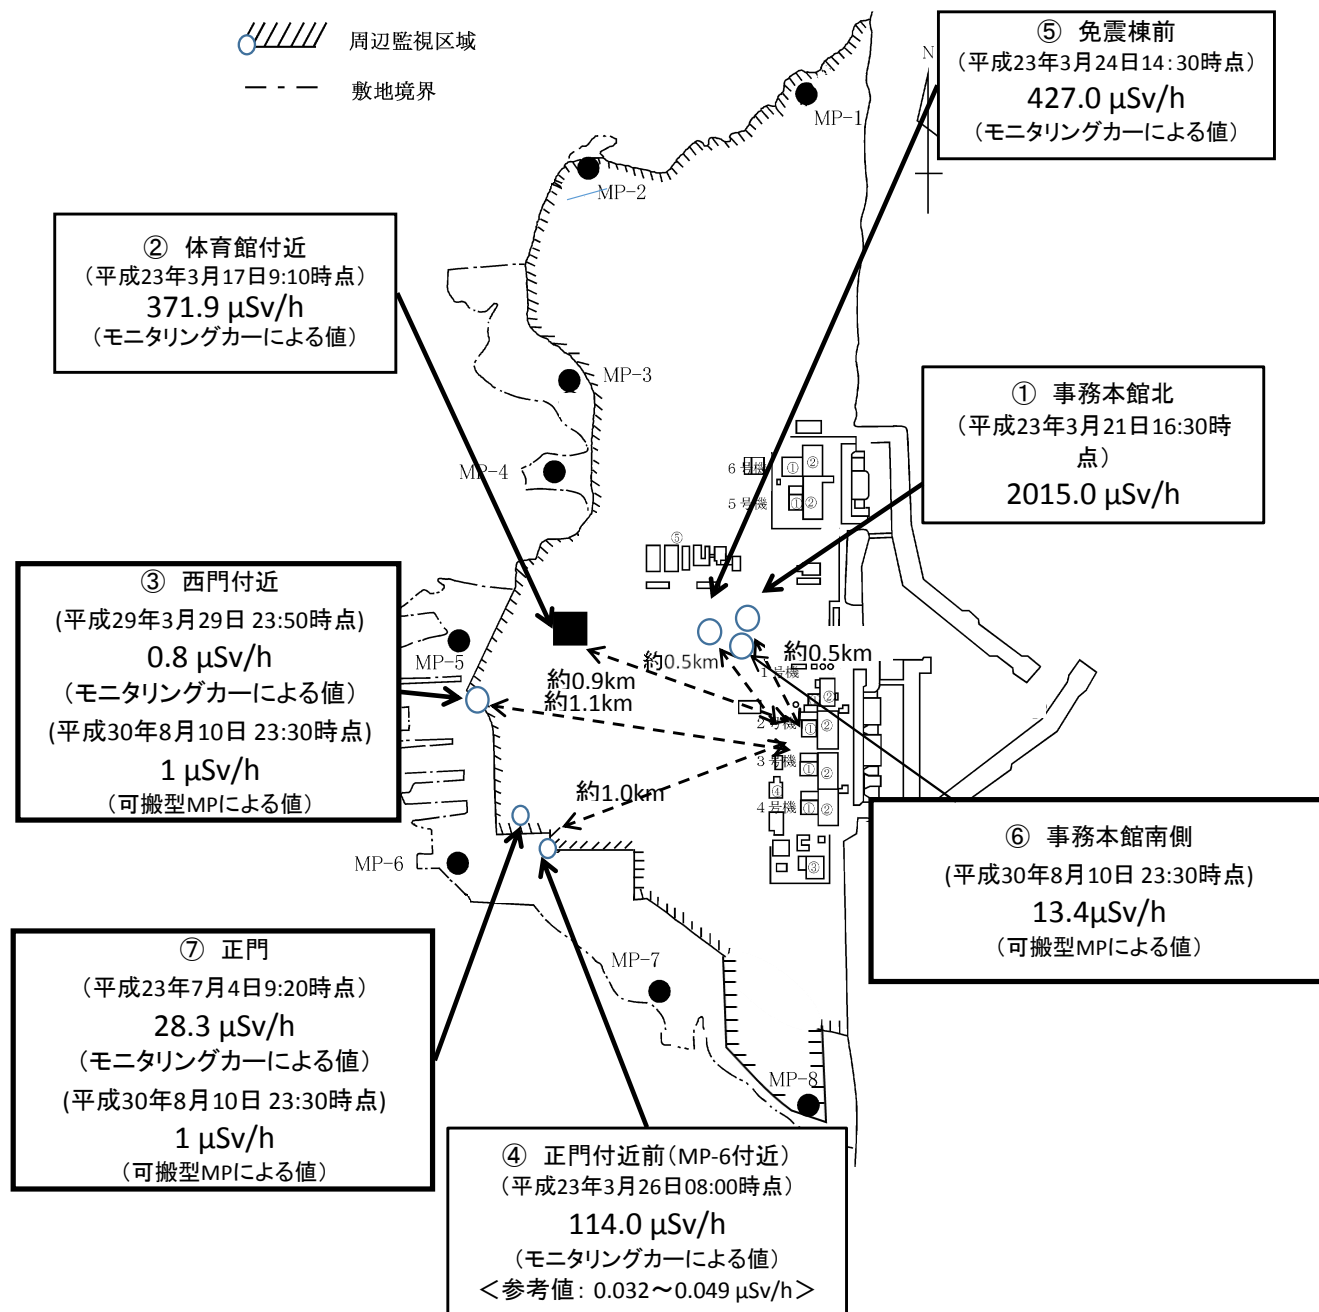 周辺監視区域
敷地境界
⑤ 免震棟前
(平成23年3月24日14:30時点)
427.0 μSv/h
(モニタリングカーによる値)
N
MP-1
MP-2
② 体育館付近
(平成23年3月17日9:10時点)
371.9 μSv/h
(モニタリングカーによる値)
MP-3
① 事務本館北
(平成23年3月21日16:30時
点)
2015.0 μSv/h
MP-4
6号機
① ②
5号機
① ②
⑤
③ 西門付近
(平成29年3月29日 23:50時点)
0.8 μSv/h
(モニタリングカーによる値)
(平成30年8月10日 23:30時点)
1 μSv/h
(可搬型MPによる値)
MP-5
約0.9km
約1.1km
約0.5km
約0.5km
1号機
②
2号機
① ②
3号機
① ②
④
4号機
① ②
③
約1.0km
MP-6
⑥ 事務本館南側
(平成30年8月10日 23:30時点)
13.4μSv/h
(可搬型MPによる値)
⑦ 正門
(平成23年7月4日9:20時点)
28.3 μSv/h
(モニタリングカーによる値)
(平成30年8月10日 23:30時点)
1 μSv/h
(可搬型MPによる値)
MP-7
MP-8
④ 正門付近前(MP-6付近)
(平成23年3月26日08:00時点)
114.0 μSv/h
(モニタリングカーによる値)
<参考値: 0.032~0.049 μSv/h>